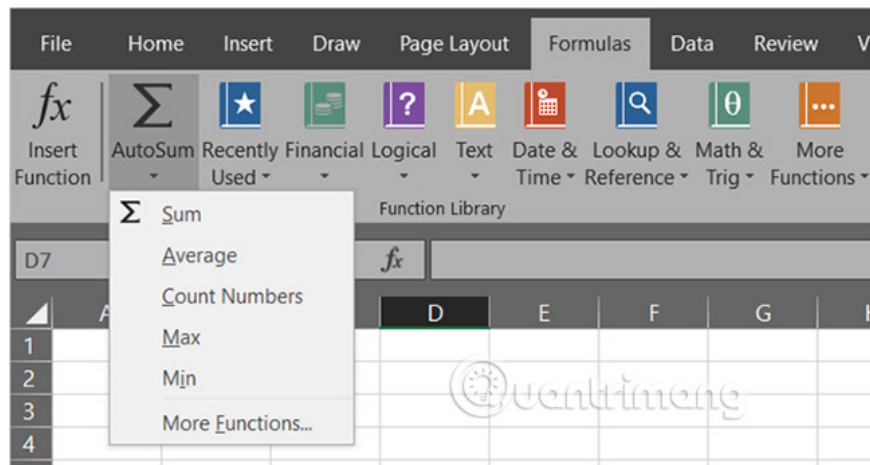 File Home Insert Draw Page Layout Formulas Data Review V
fx Σ ? A θ
Insert AutoSum Recently Financial Logical Text Date & Lookup & Math & More
Function Used Time Reference Trig Functions
Function Library
Σ Sum
D7 fx
Average
Count Numbers
Max
Min
More Functions...
A D E F G H
1
2
3
4
Quantrimang